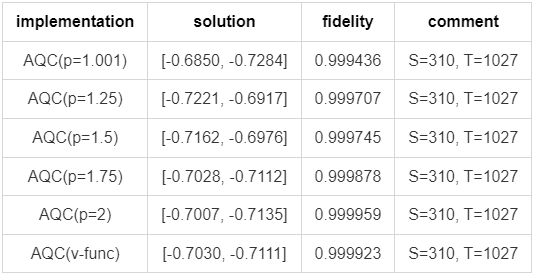 implementation solution fidelity comment
AQC(p=1.001) [-0.6850, -0.7284] 0.999436 S=310, T=1027
AQC(p=1.25) [-0.7221, -0.6917] 0.999707 S=310, T=1027
AQC(p=1.5) [-0.7162, -0.6976] 0.999745 S=310, T=1027
AQC(p=1.75) [-0.7028, -0.7112] 0.999878 S=310, T=1027
AQC(p=2) [-0.7007, -0.7135] 0.999959 S=310, T=1027
AQC(v-func) [-0.7030, -0.7111] 0.999923 S=310, T=1027